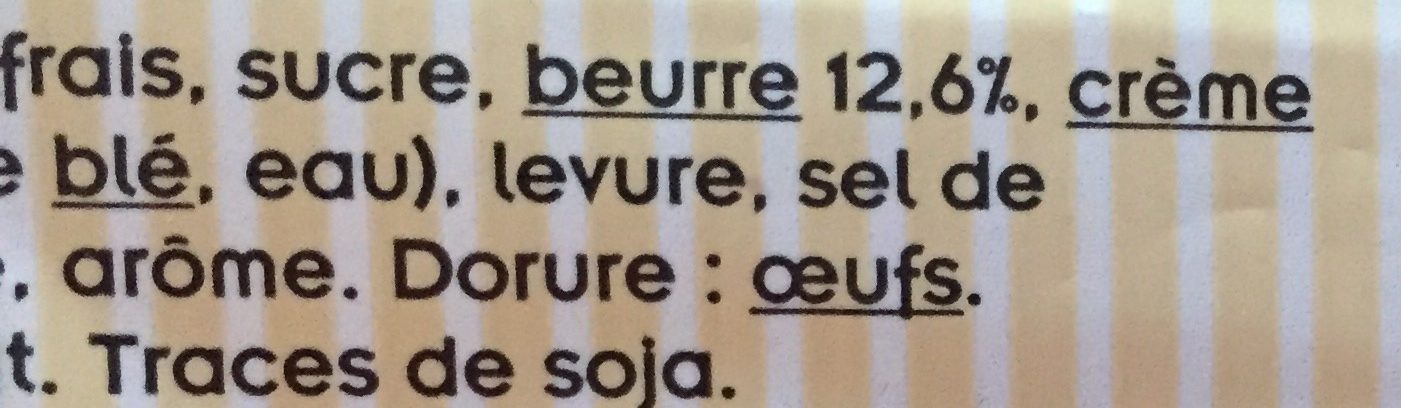 frais, sucre, beurre 12,6%, crème
blé, eau), levure, sel de
, arôme. Dorure : œufs.
t. Traces de soja.